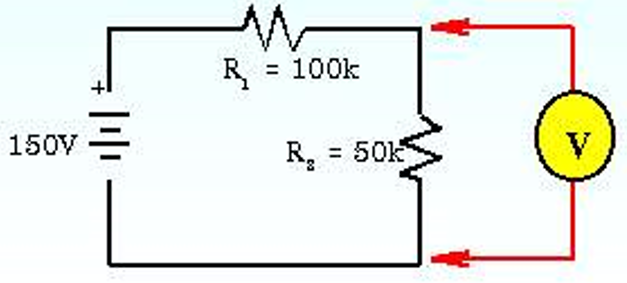 +
R₁ = 100k
150V
R₂ = 50k
V